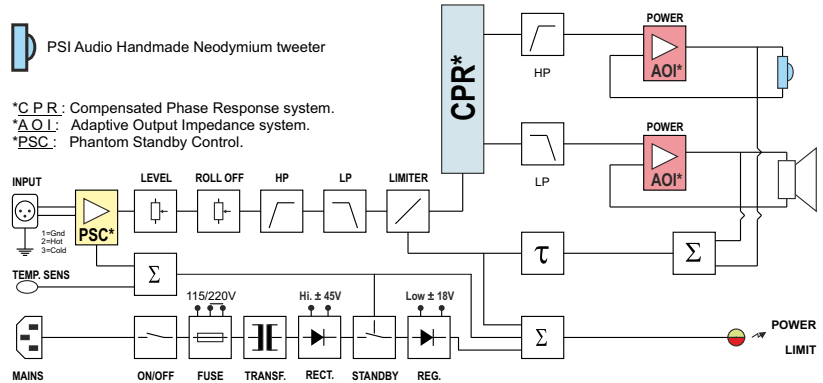 PSI Audio Handmade Neodymium tweeter
*C P R : Compensated Phase Response system.
*A O I : Adaptive Output Impedance system.
*PSC : Phantom Standby Control.
CPR*
HP
POWER
AOI*
LP
POWER
AOI*
INPUT
1=Gnd
2=Hot
3=Cold
PSC*
LEVEL
ROLL OFF
HP
LP
LIMITER
τ
Σ
TEMP. SENS
Σ
115/220V
Hi. ± 45V
Low ± 18V
Σ
POWER
LIMIT
MAINS
ON/OFF
FUSE
TRANSF.
RECT.
STANDBY
REG.